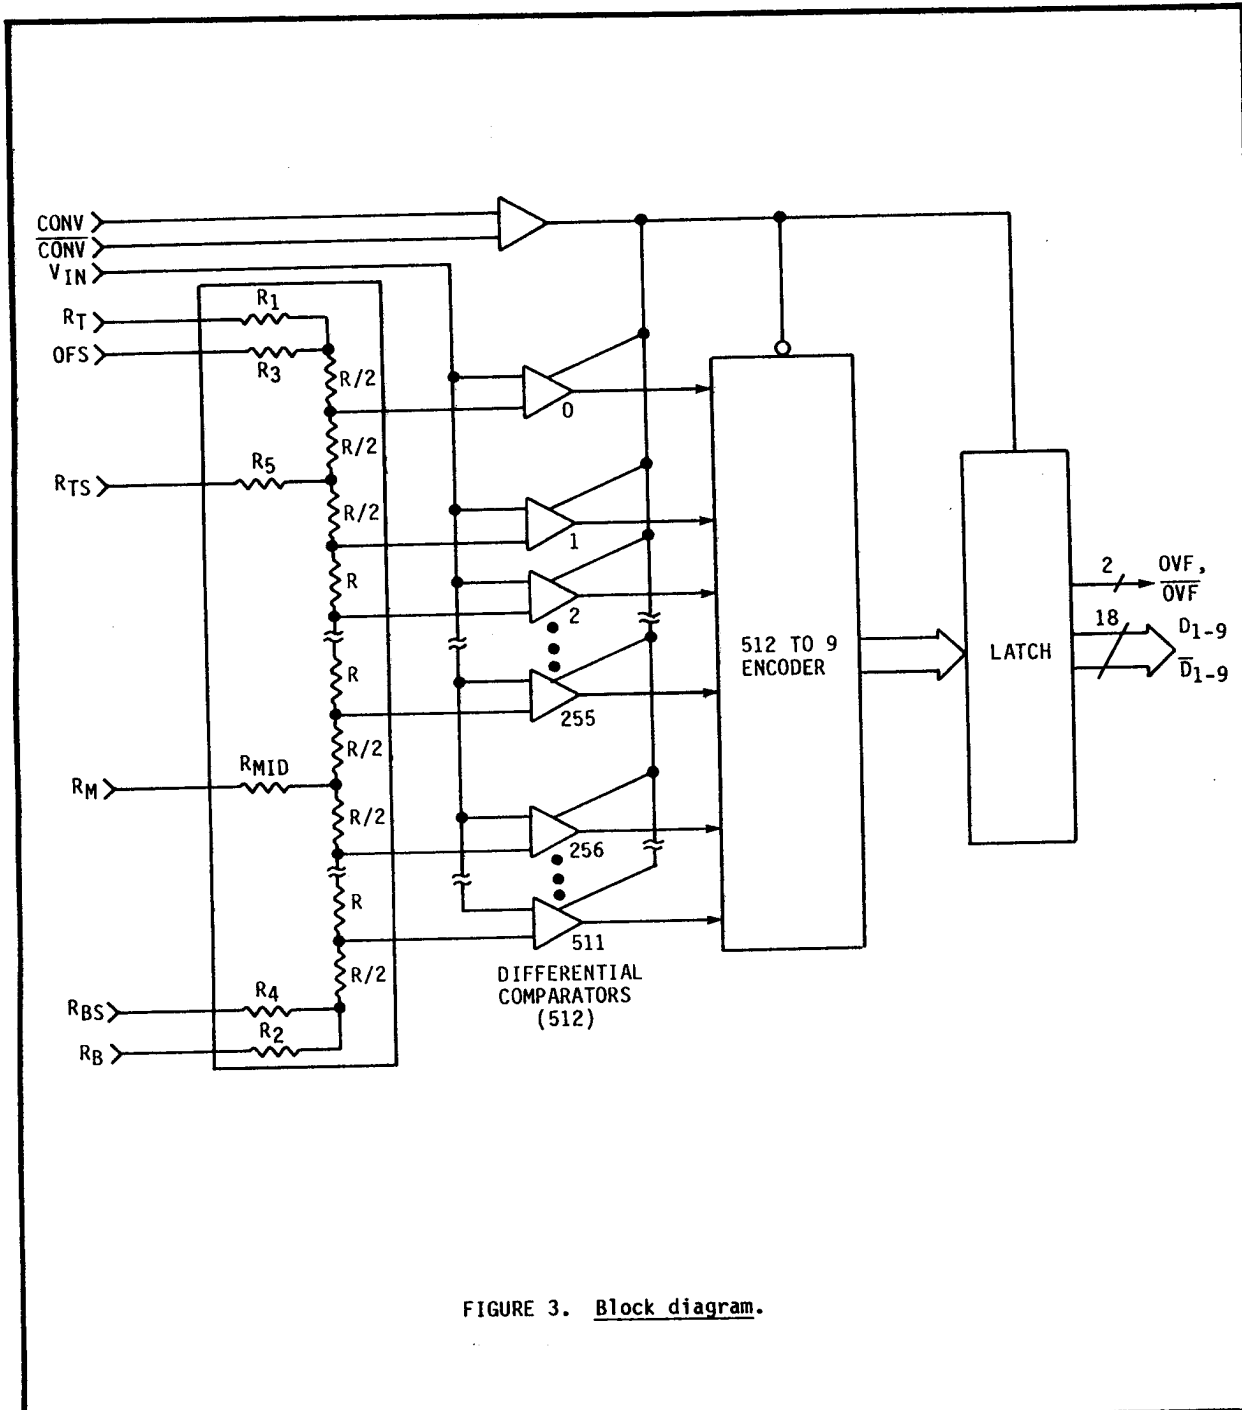 CONV
CONV
V IN
R1
RT
OFS
R3
R/2
0
R/2
R5
RTS
R/2
1
R
2
2
OVF,
OVF
18
D1-9
D1-9
512 TO 9
ENCODER
LATCH
R
255
R/2
RMID
RM
R/2
256
R
511
R/2
DIFFERENTIAL
COMPARATORS
(512)
R4
RBS
R2
RB
FIGURE 3. Block diagram.